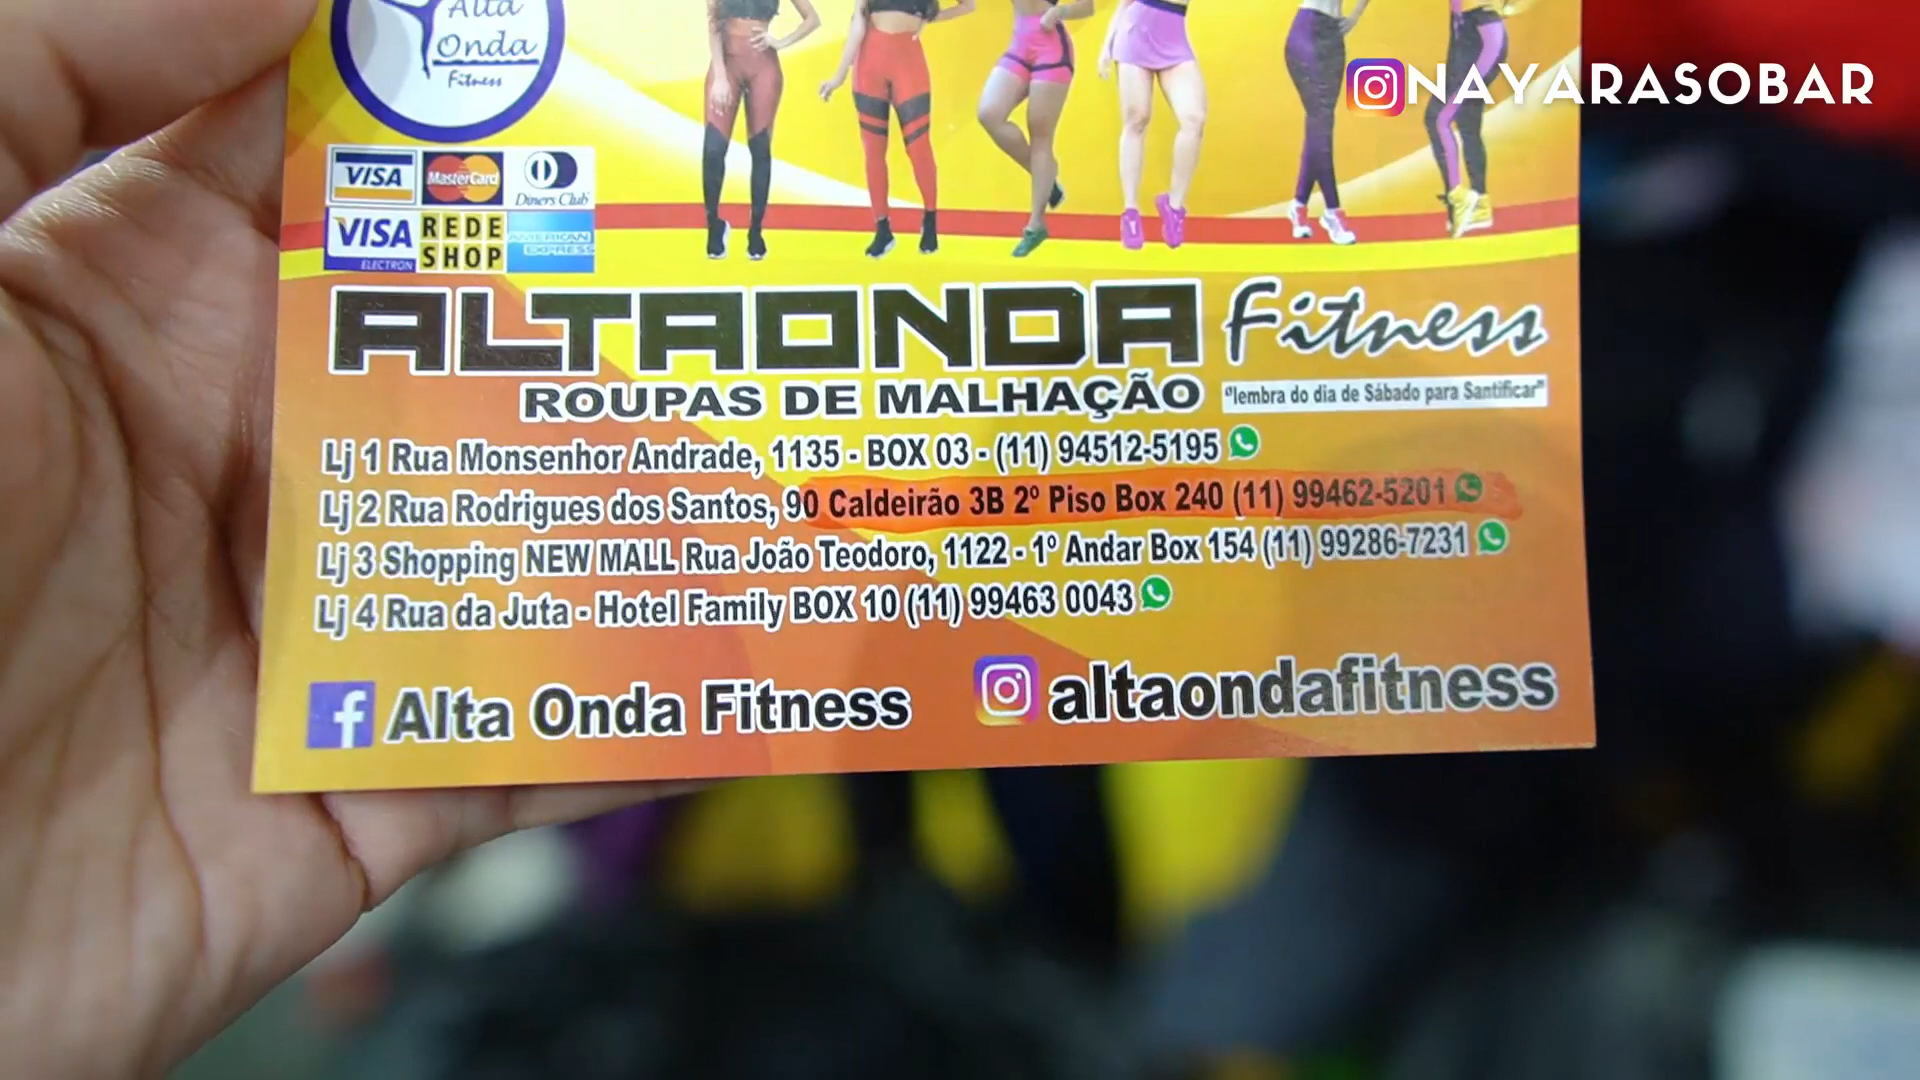 Alta
Onda
Fitness
NAYARASOBAR
VISA MasterCard Diners Club
VISA ELECTRON REDE SHOP AMERICAN EXPRESS
ALTAONDA Fitness
ROUPAS DE MALHAÇÃO "lembra do dia de Sábado para Santificar"
Lj 1 Rua Monsenhor Andrade, 1135 - BOX 03 - (11) 94512-5195
Lj 2 Rua Rodrigues dos Santos, 90 Caldeirão 3B 2º Piso Box 240 (11) 99462-5201
Lj 3 Shopping NEW MALL Rua João Teodoro, 1122 - 1º Andar Box 154 (11) 99286-7231
Lj 4 Rua da Juta - Hotel Family BOX 10 (11) 99463 0043
Alta Onda Fitness altaondafitness